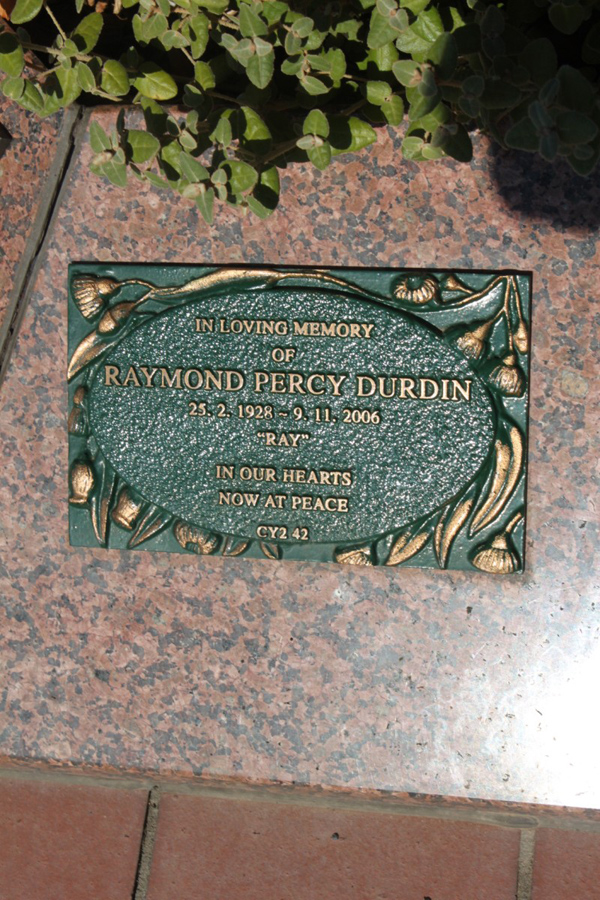 IN LOVING MEMORY
OF
RAYMOND PERCY DURDIN
25. 2. 1928 ~ 9. 11. 2006
“RAY”
IN OUR HEARTS
NOW AT PEACE
CY2 42